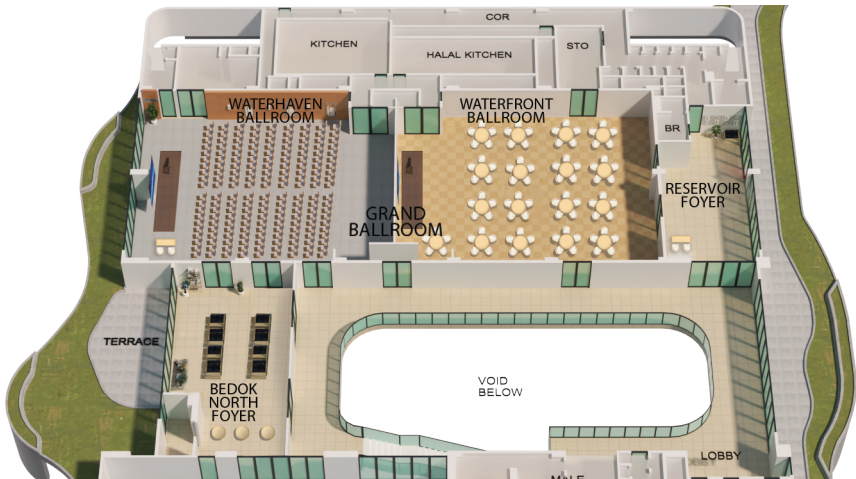 COR
KITCHEN
HALAL KITCHEN
STO
WATERHAVEN
BALLROOM
WATERFRONT
BALLROOM
BR
RESERVOIR
FOYER
GRAND
BALLROOM
TERRACE
BEDOK
NORTH
FOYER
VOID
BELOW
LOBBY